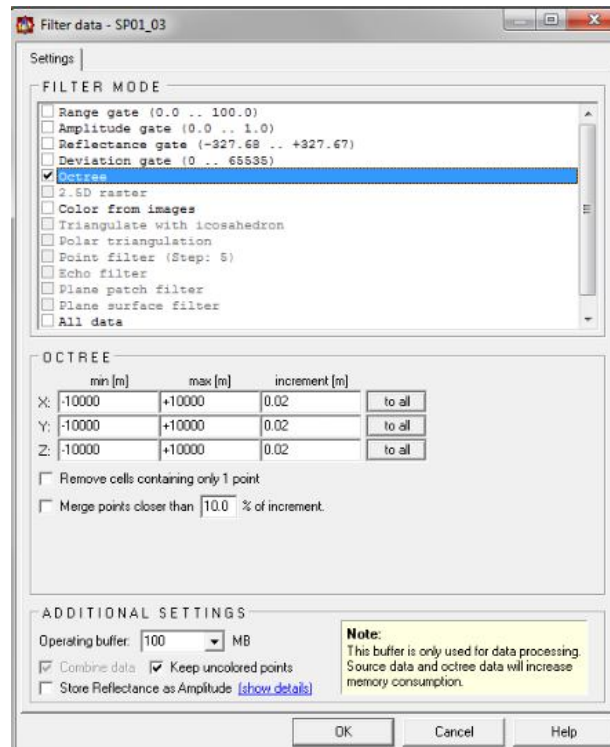 Filter data - SP01_03
Settings
FILTER MODE
Range gate (0.0 .. 100.0)
Amplitude gate (0.0 .. 1.0)
Reflectance gate (-327.68 .. +327.67)
Deviation gate (0 .. 65535)
Octree
2.5D raster
Color from images
Triangulate with icosahedron
Polar triangulation
Point filter (Step: 5)
Echo filter
Plane patch filter
Plane surface filter
All data
OCTREE
min [m] max [m] increment [m]
X: -10000 +10000 0.02 to all
Y: -10000 +10000 0.02 to all
Z: -10000 +10000 0.02 to all
Remove cells containing only 1 point
Merge points closer than 10.0 % of increment.
ADDITIONAL SETTINGS
Operating buffer: 100 MB
Combine data Keep uncolored points
Store Reflectance as Amplitude (show details)
Note:
This buffer is only used for data processing.
Source data and octree data will increase
memory consumption.
OK Cancel Help